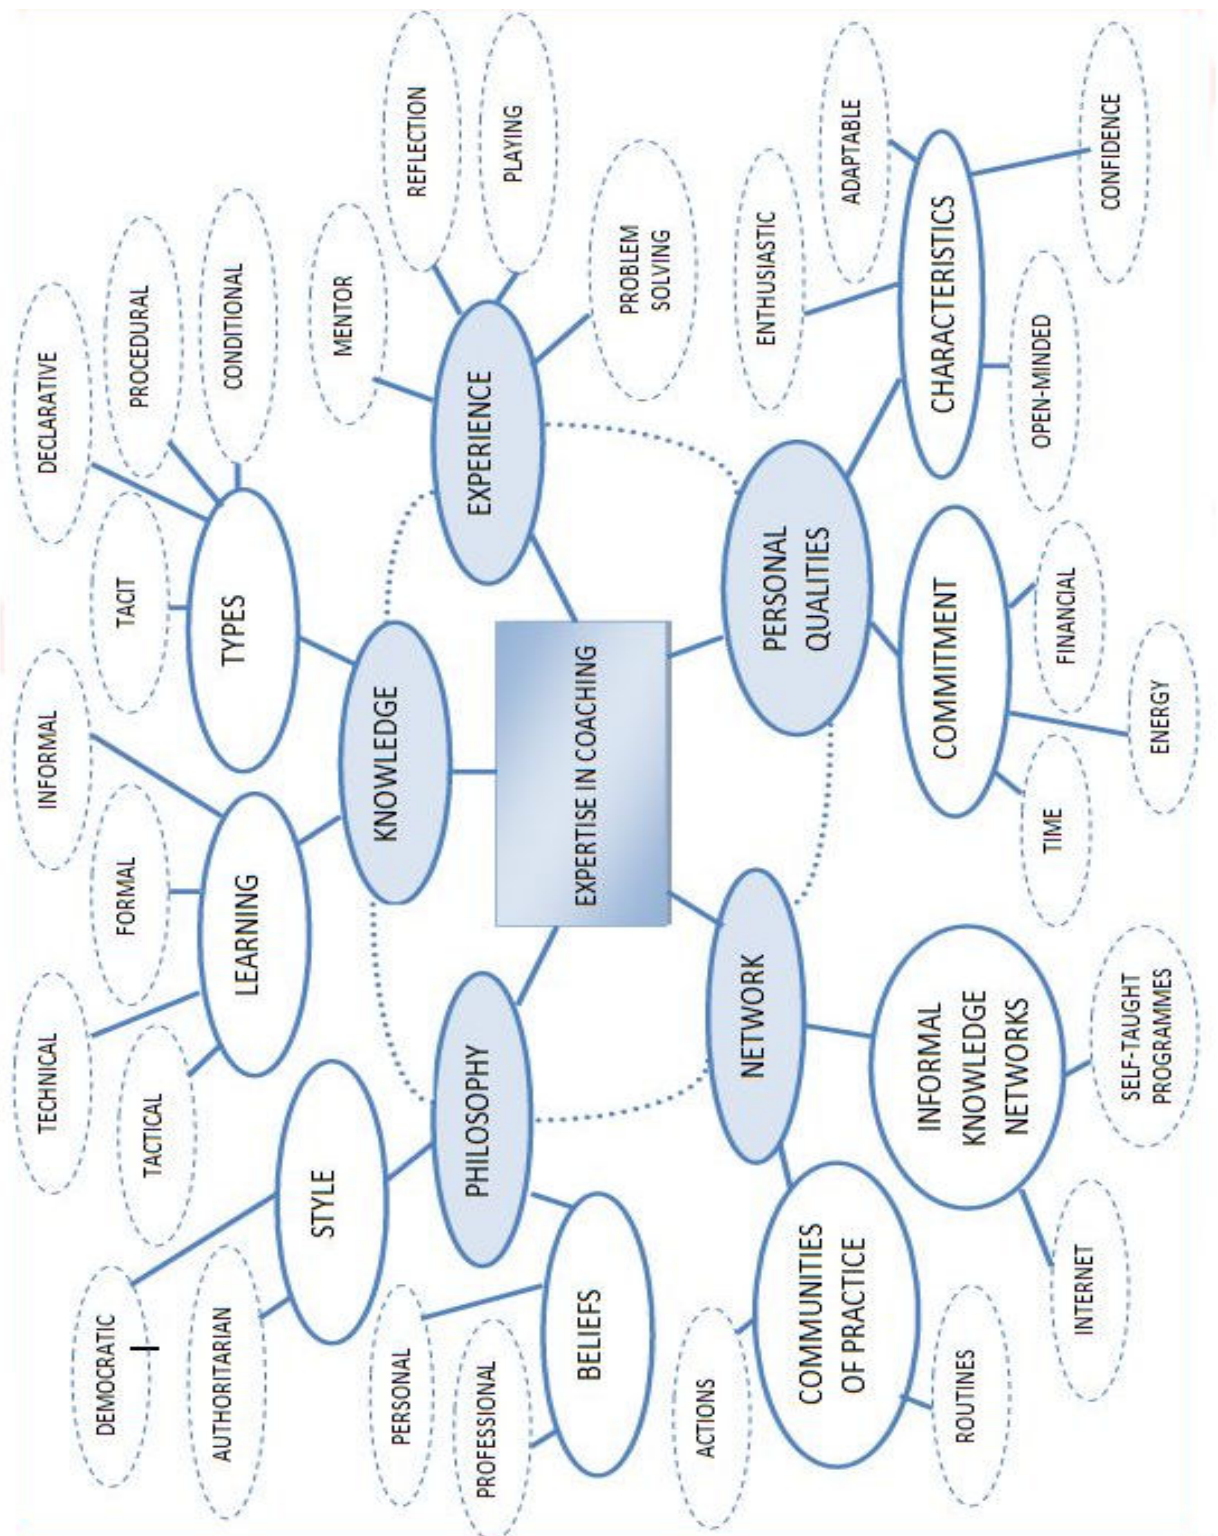 DECLARATIVE
PROCEDURAL
CONDITIONAL
TACIT
TYPES
INFORMAL
FORMAL
TECHNICAL
TACTICAL
LEARNING
KNOWLEDGE
MENTOR
REFLECTION
PLAYING
PROBLEM
SOLVING
EXPERIENCE
EXPERTISE IN COACHING
DEMOCRATIC
AUTHORITARIAN
STYLE
PHILOSOPHY
PERSONAL
PROFESSIONAL
BELIEFS
PERSONAL
QUALITIES
ENTHUSIASTIC
ADAPTABLE
CHARACTERISTICS
OPEN-MINDED
CONFIDENCE
COMMITMENT
FINANCIAL
TIME
ENERGY
NETWORK
INFORMAL
KNOWLEDGE
NETWORKS
SELF-TAUGHT
PROGRAMMES
INTERNET
COMMUNITIES
OF PRACTICE
ACTIONS
ROUTINES